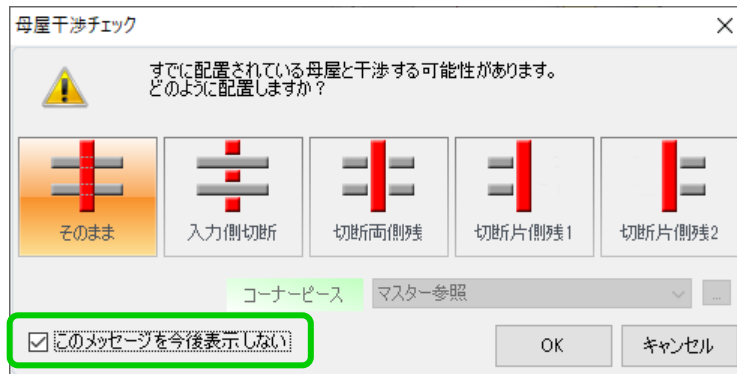 母屋干渉チェック
すでに配置されている母屋と干渉する可能性があります。
どのように配置しますか？
そのまま
入力側切断
切断両側残
切断片側残1
切断片側残2
コーナーピース
マスター参照
...
このメッセージを今後表示しない
OK
キャンセル